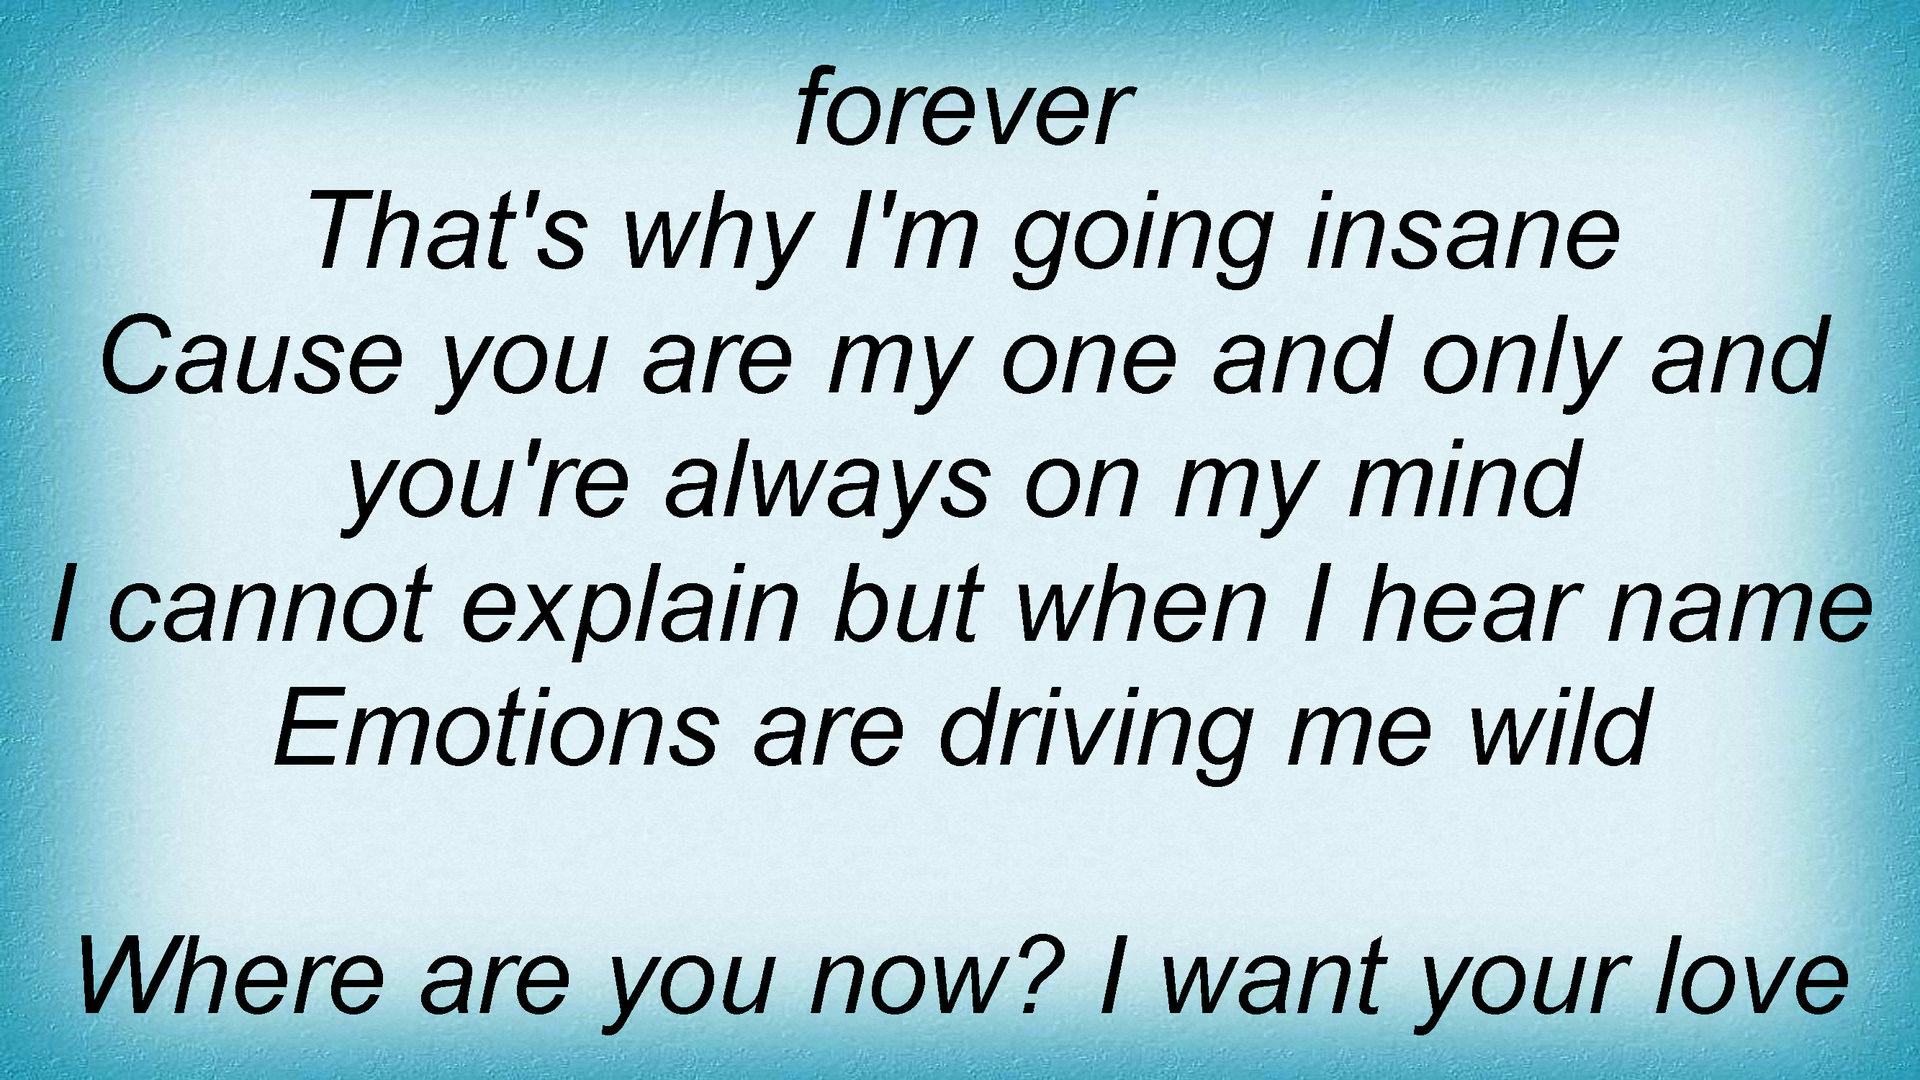 forever
That's why I'm going insane
Cause you are my one and only and
you're always on my mind
I cannot explain but when I hear name
Emotions are driving me wild
Where are you now? I want your love